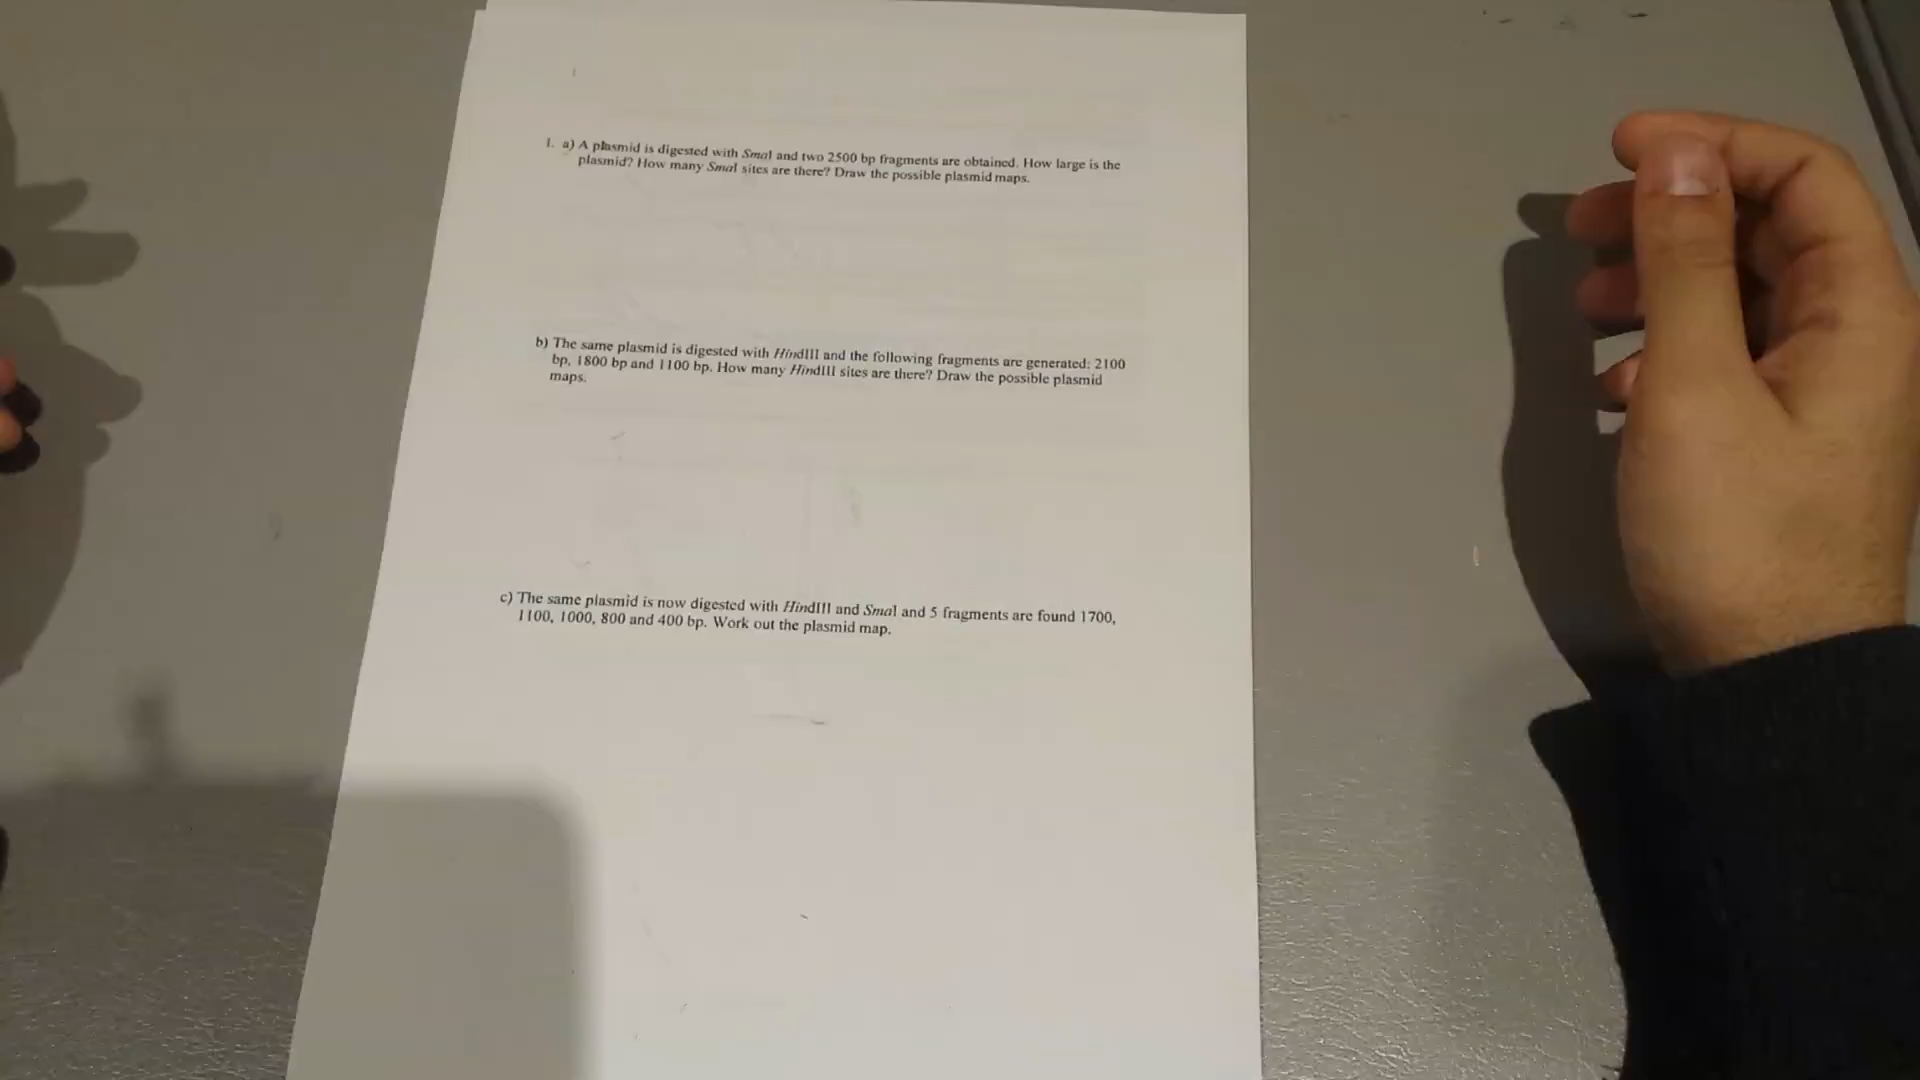 1. a) A plasmid is digested with SmaI and two 2500 bp fragments are obtained. How large is the
plasmid? How many SmaI sites are there? Draw the possible plasmid maps.
b) The same plasmid is digested with HindIII and the following fragments are generated: 2100
bp, 1800 bp and 1100 bp. How many HindIII sites are there? Draw the possible plasmid
maps.
c) The same plasmid is now digested with HindIII and SmaI and 5 fragments are found 1700,
1100, 1000, 800 and 400 bp. Work out the plasmid map.